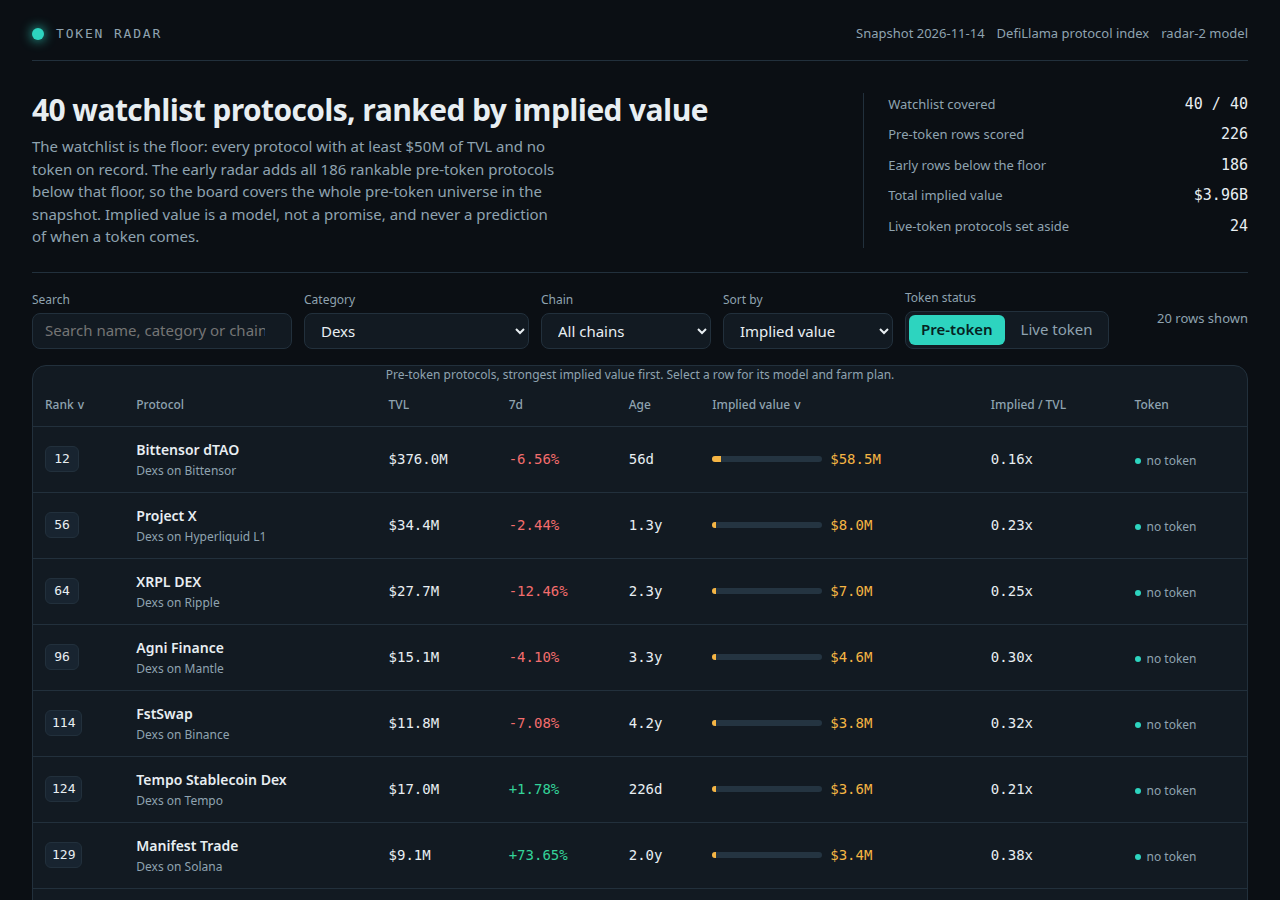 TOKEN RADAR
Snapshot 2026-11-14 DefiLlama protocol index radar-2 model
40 watchlist protocols, ranked by implied value
The watchlist is the floor: every protocol with at least $50M of TVL and no
token on record. The early radar adds all 186 rankable pre-token protocols
below that floor, so the board covers the whole pre-token universe in the
snapshot. Implied value is a model, not a promise, and never a prediction
of when a token comes.
Watchlist covered 40 / 40
Pre-token rows scored 226
Early rows below the floor 186
Total implied value $3.96B
Live-token protocols set aside 24
Search Category Chain Sort by Token status
Search name, category or chain Dexs All chains Implied value Pre-token Live token 20 rows shown
Pre-token protocols, strongest implied value first. Select a row for its model and farm plan.
Rank v Protocol TVL 7d Age Implied value v Implied / TVL Token
12 Bittensor dTAO $376.0M -6.56% 56d $58.5M 0.16x no token
Dexs on Bittensor
56 Project X $34.4M -2.44% 1.3y $8.0M 0.23x no token
Dexs on Hyperliquid L1
64 XRPL DEX $27.7M -12.46% 2.3y $7.0M 0.25x no token
Dexs on Ripple
96 Agni Finance $15.1M -4.10% 3.3y $4.6M 0.30x no token
Dexs on Mantle
114 FstSwap $11.8M -7.08% 4.2y $3.8M 0.32x no token
Dexs on Binance
124 Tempo Stablecoin Dex $17.0M +1.78% 226d $3.6M 0.21x no token
Dexs on Tempo
129 Manifest Trade $9.1M +73.65% 2.0y $3.4M 0.38x no token
Dexs on Solana